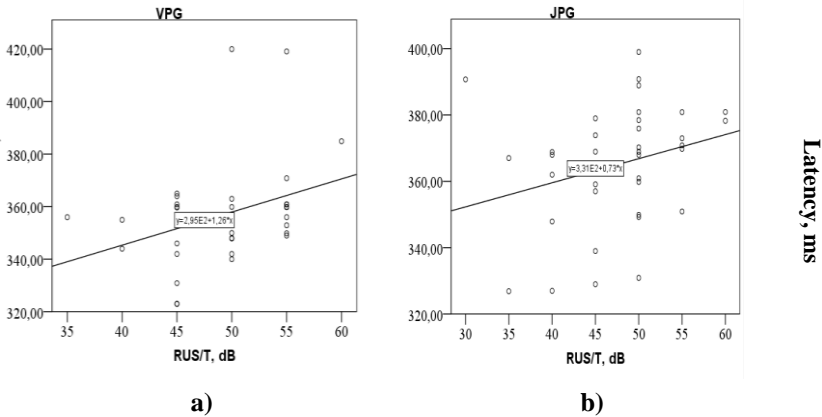 VPG
420,00
400,00
380,00
360,00
340,00
320,00
y=2,95E2+1,26*x
35 40 45 50 55 60
RUS/T, dB
a)
JPG
400,00
380,00
360,00
340,00
320,00
y=3,31E2+0,73*x
30 35 40 45 50 55 60
RUS/T, dB
b)
Latency, ms